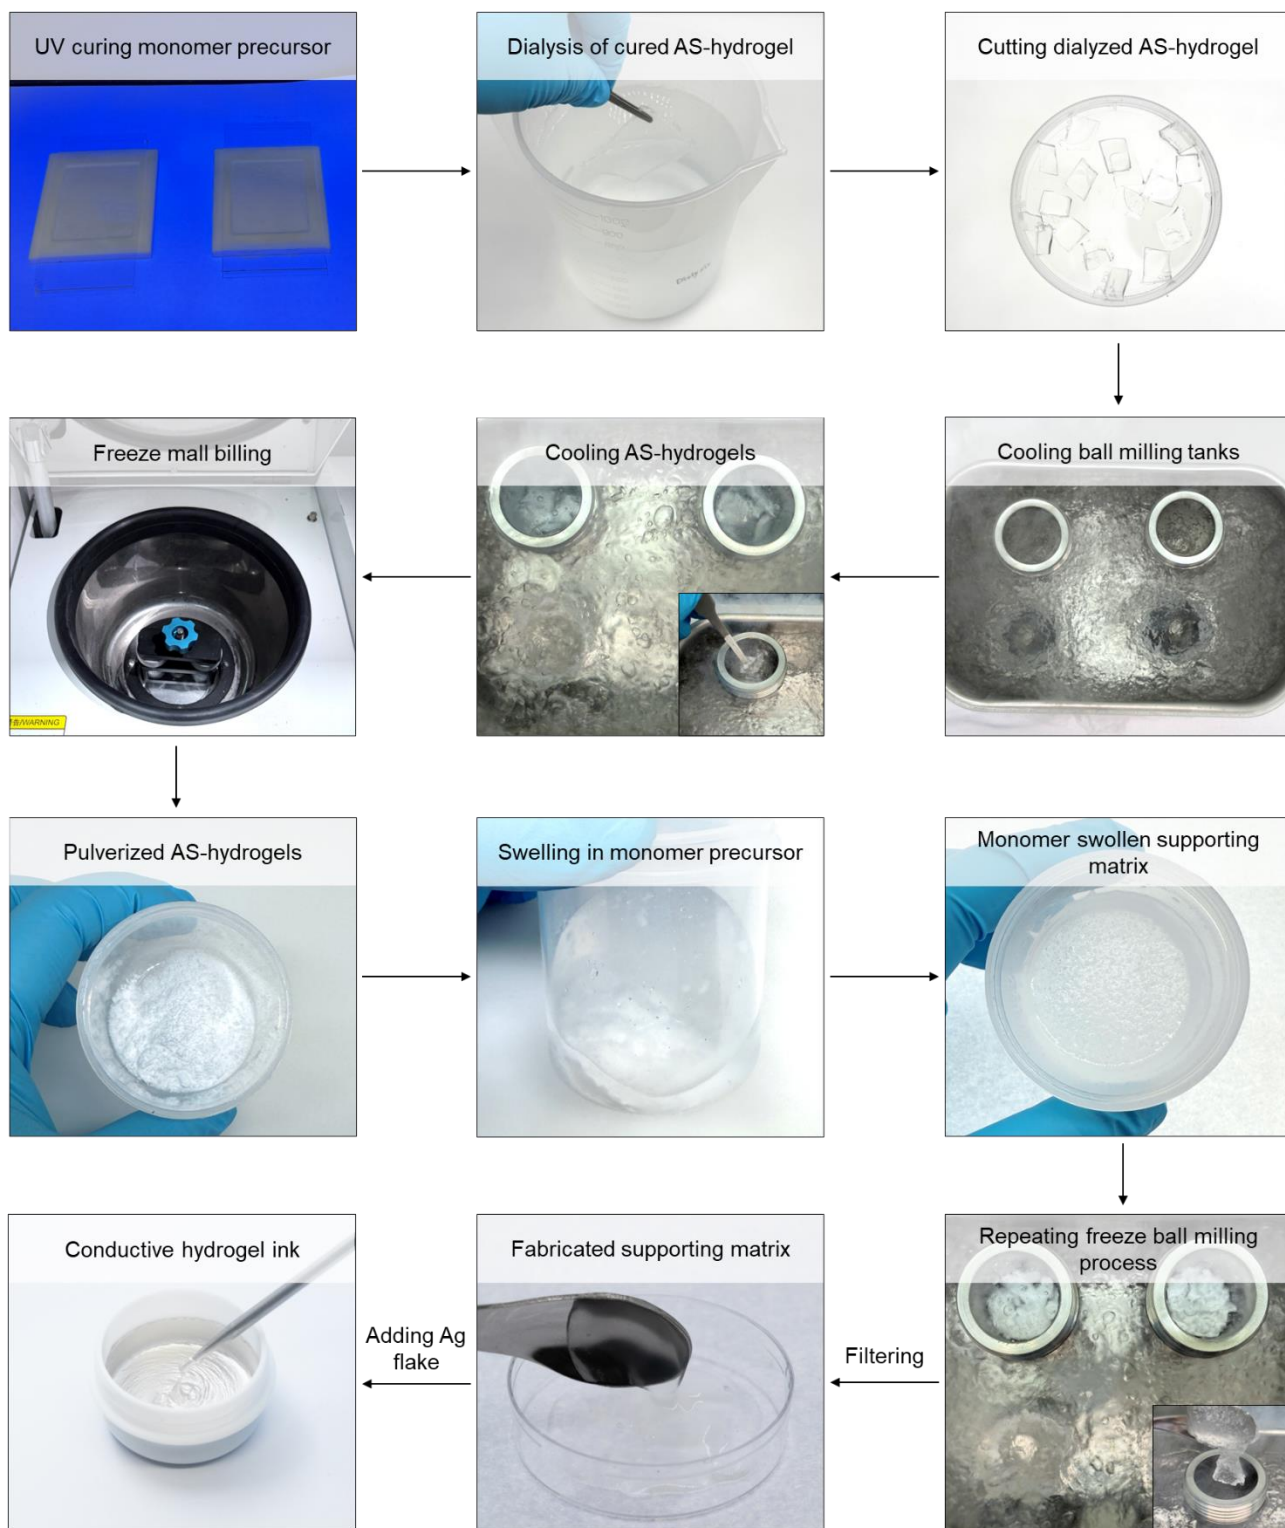 UV curing monomer precursor
Dialysis of cured AS-hydrogel
Cutting dialyzed AS-hydrogel
Freeze mall billing
Cooling AS-hydrogels
Cooling ball milling tanks
/WARNING
Pulverized AS-hydrogels
Swelling in monomer precursor
Monomer swollen supporting
matrix
Conductive hydrogel ink
Fabricated supporting matrix
Repeating freeze ball milling
process
Adding Ag
flake
Filtering